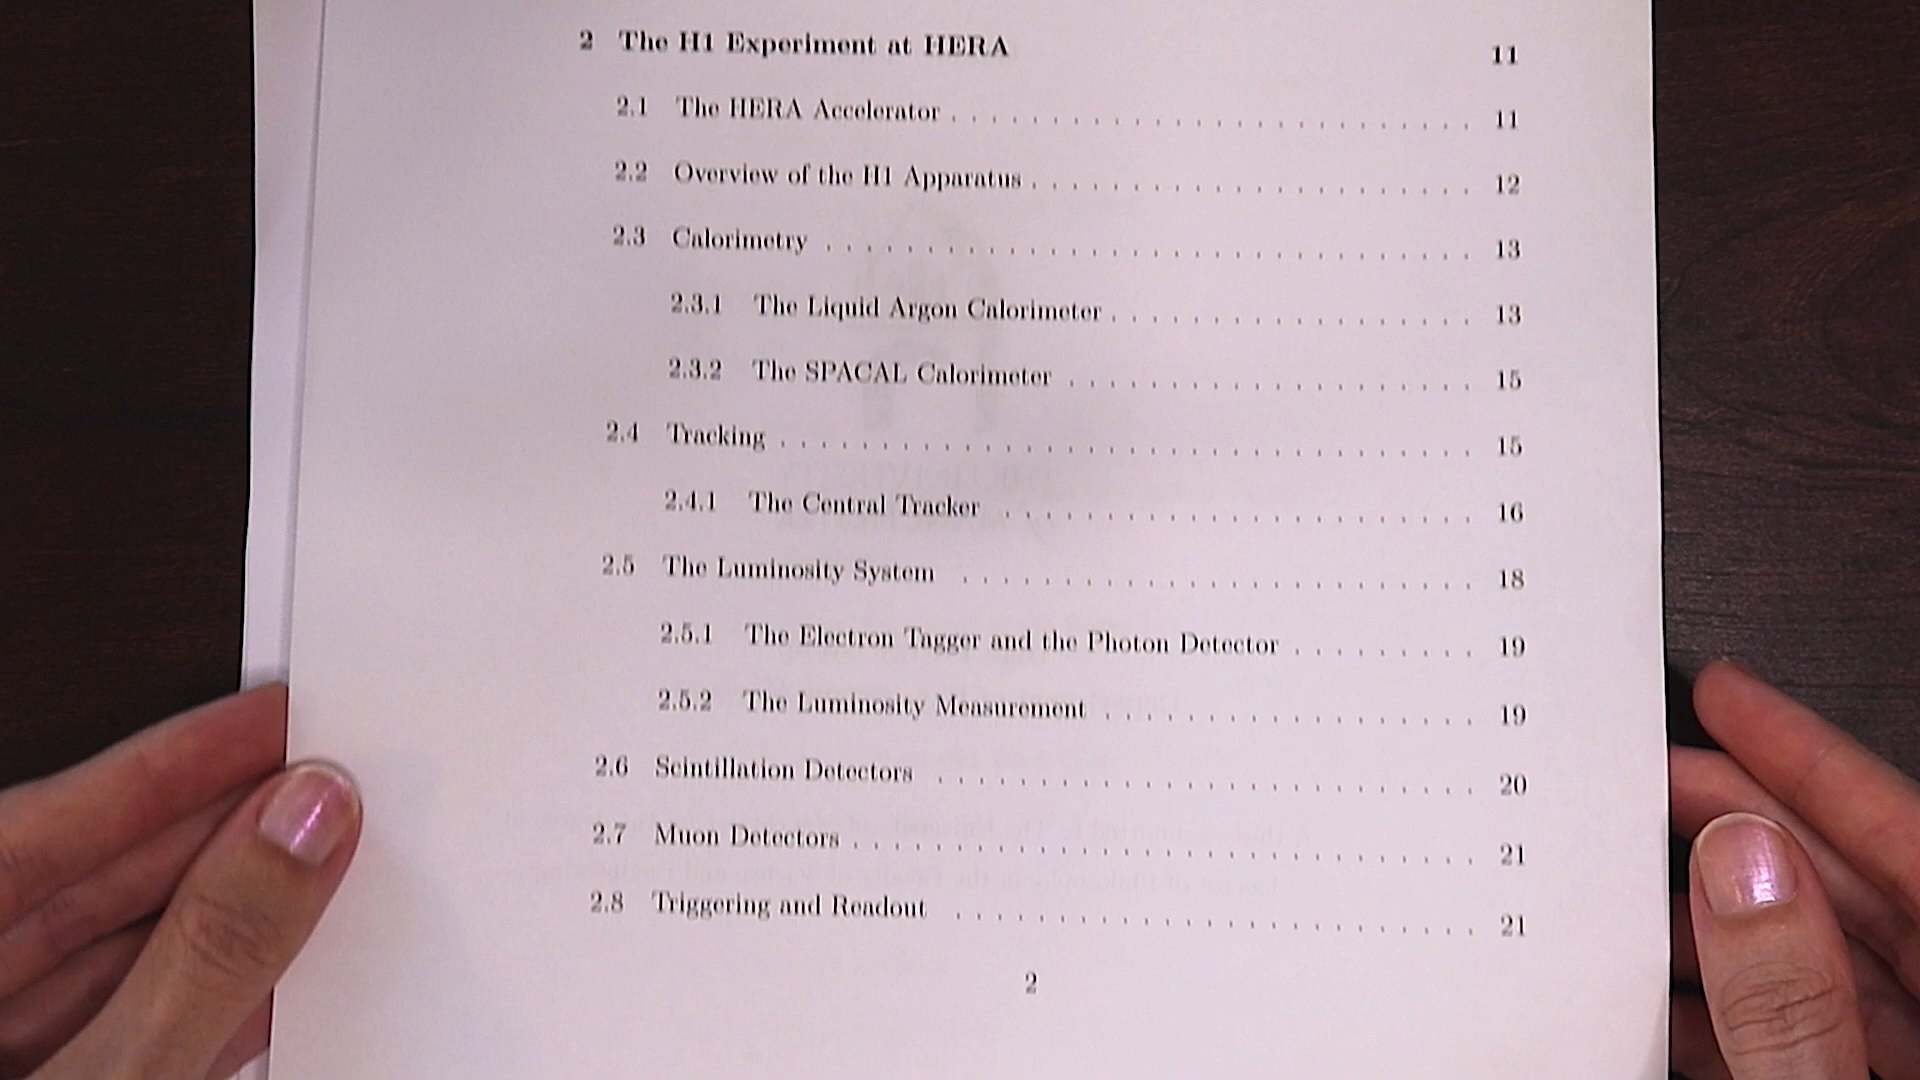 2 The H1 Experiment at HERA 11
2.1 The HERA Accelerator . . . . . . . . . . . . . . . . . . . . . . . . . . 11
2.2 Overview of the H1 Apparatus . . . . . . . . . . . . . . . . . . . . . . 12
2.3 Calorimetry . . . . . . . . . . . . . . . . . . . . . . . . . . . . . . . . 13
2.3.1 The Liquid Argon Calorimeter . . . . . . . . . . . . . . . . . . 13
2.3.2 The SPACAL Calorimeter . . . . . . . . . . . . . . . . . . . . 15
2.4 Tracking . . . . . . . . . . . . . . . . . . . . . . . . . . . . . . . . . . 15
2.4.1 The Central Tracker . . . . . . . . . . . . . . . . . . . . . . . 16
2.5 The Luminosity System . . . . . . . . . . . . . . . . . . . . . . . . . 18
2.5.1 The Electron Tagger and the Photon Detector . . . . . . . . . 19
2.5.2 The Luminosity Measurement . . . . . . . . . . . . . . . . . . 19
2.6 Scintillation Detectors . . . . . . . . . . . . . . . . . . . . . . . . . . 20
2.7 Muon Detectors . . . . . . . . . . . . . . . . . . . . . . . . . . . . . . 21
2.8 Triggering and Readout . . . . . . . . . . . . . . . . . . . . . . . . . 21
2